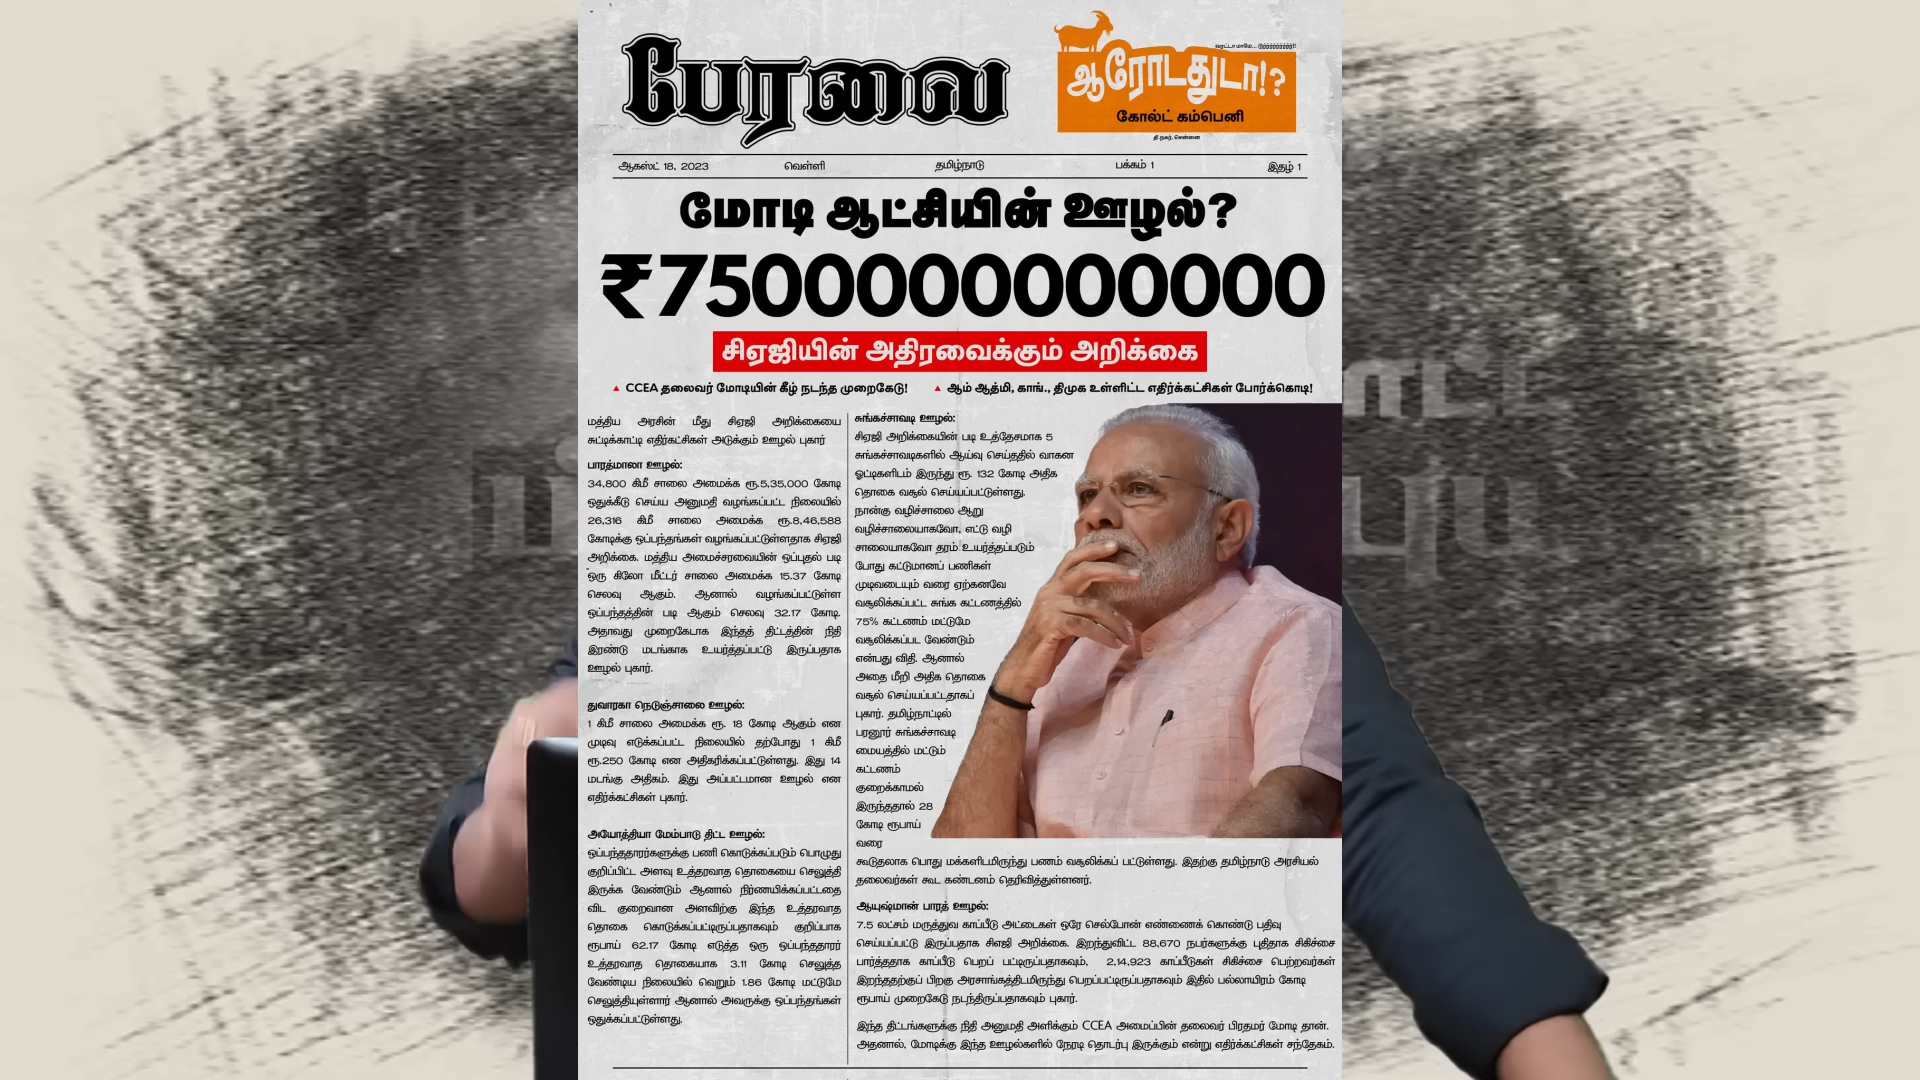 பேரலை
வரட்டா மாமே... டுர்ர்ர்ர்ர்ர்ர்ர்ர்!!
ஆரோடதுடா!?
கோல்ட் கம்பெனி
தி.நகர், சென்னை
ஆகஸ்ட் 18, 2023 வெள்ளி தமிழ்நாடு பக்கம் 1 இதழ் 1
மோடி ஆட்சியின் ஊழல்?
₹7500000000000
சிஏஜியின் அதிரவைக்கும் அறிக்கை
CCEA தலைவர் மோடியின் கீழ் நடந்த முறைகேடு! ஆம் ஆத்மி, காங்., திமுக உள்ளிட்ட எதிர்க்கட்சிகள் போர்க்கொடி!
மத்திய அரசின் மீது சிஏஜி அறிக்கையை
சுட்டிக்காட்டி எதிர்கட்சிகள் அடுக்கும் ஊழல் புகார்
பாரத்மாலா ஊழல்:
34,800 கிமீ சாலை அமைக்க ரூ.5,35,000 கோடி
ஒதுக்கீடு செய்ய அனுமதி வழங்கப்பட்ட நிலையில்
26,316 கிமீ சாலை அமைக்க ரூ.8,46,588
கோடிக்கு ஒப்பந்தங்கள் வழங்கப்பட்டுள்ளதாக சிஏஜி
அறிக்கை. மத்திய அமைச்சரவையின் ஒப்புதல் படி
ஒரு கிலோ மீட்டர் சாலை அமைக்க 15.37 கோடி
செலவு ஆகும். ஆனால் வழங்கப்பட்டுள்ள
ஒப்பந்தத்தின் படி ஆகும் செலவு 32.17 கோடி.
அதாவது முறைகேடாக இந்தத் திட்டத்தின் நிதி
இரண்டு மடங்காக உயர்த்தப்பட்டு இருப்பதாக
ஊழல் புகார்.
துவாரகா நெடுஞ்சாலை ஊழல்:
1 கிமீ சாலை அமைக்க ரூ. 18 கோடி ஆகும் என
முடிவு எடுக்கப்பட்ட நிலையில் தற்போது 1 கிமீ
ரூ.250 கோடி என அதிகரிக்கப்பட்டுள்ளது. இது 14
மடங்கு அதிகம். இது அப்பட்டமான ஊழல் என
எதிர்க்கட்சிகள் புகார்.
அயோத்தியா மேம்பாடு திட்ட ஊழல்:
ஒப்பந்ததாரர்களுக்கு பணி கொடுக்கப்படும் பொழுது
குறிப்பிட்ட அளவு உத்தரவாத தொகையை செலுத்தி
இருக்க வேண்டும் ஆனால் நிர்ணயிக்கப்பட்டதை
விட குறைவான அளவிற்கு இந்த உத்தரவாத
தொகை கொடுக்கப்பட்டிருப்பதாகவும் குறிப்பாக
ரூபாய் 62.17 கோடி எடுத்த ஒரு ஒப்பந்ததாரர்
உத்தரவாத தொகையாக 3.11 கோடி செலுத்த
வேண்டிய நிலையில் வெறும் 1.86 கோடி மட்டுமே
செலுத்தியுள்ளார் ஆனால் அவருக்கு ஒப்பந்தங்கள்
ஒதுக்கப்பட்டுள்ளது.
சுங்கச்சாவடி ஊழல்:
சிஏஜி அறிக்கையின் படி உத்தேசமாக 5
சுங்கச்சாவடிகளில் ஆய்வு செய்ததில் வாகன
ஓட்டிகளிடம் இருந்து ரூ. 132 கோடி அதிக
தொகை வசூல் செய்யப்பட்டுள்ளது.
நான்கு வழிச்சாலை ஆறு
வழிச்சாலையாகவோ, எட்டு வழி
சாலையாகவோ தரம் உயர்த்தப்படும்
போது கட்டுமானப் பணிகள்
முடிவடையும் வரை ஏற்கனவே
வசூலிக்கப்பட்ட சுங்க கட்டணத்தில்
75% கட்டணம் மட்டுமே
வசூலிக்கப்பட வேண்டும்
என்பது விதி. ஆனால்
அதை மீறி அதிக தொகை
வசூல் செய்யப்பட்டதாகப்
புகார். தமிழ்நாட்டில்
பரனூர் சுங்கச்சாவடி
மையத்தில் மட்டும்
கட்டணம்
குறைக்காமல்
இருந்ததால் 28
கோடி ரூபாய்
வரை
கூடுதலாக பொது மக்களிடமிருந்து பணம் வசூலிக்கப் பட்டுள்ளது. இதற்கு தமிழ்நாடு அரசியல்
தலைவர்கள் கூட கண்டனம் தெரிவித்துள்ளனர்.
ஆயுஷ்மான் பாரத் ஊழல்:
7.5 லட்சம் மருத்துவ காப்பீடு அட்டைகள் ஒரே செல்போன் எண்ணைக் கொண்டு பதிவு
செய்யப்பட்டு இருப்பதாக சிஎஜி அறிக்கை. இறந்துவிட்ட 88,670 நபர்களுக்கு புதிதாக சிகிச்சை
பார்த்ததாக காப்பீடு பெறப் பட்டிருப்பதாகவும், 2,14,923 காப்பீடுகள் சிகிச்சை பெற்றவர்கள்
இறந்ததற்குப் பிறகு அரசாங்கத்திடமிருந்து பெறப்பட்டிருப்பதாகவும் இதில் பல்லாயிரம் கோடி
ரூபாய் முறைகேடு நடந்திருப்பதாகவும் புகார்.
இந்த திட்டங்களுக்கு நிதி அனுமதி அளிக்கும் CCEA அமைப்பின் தலைவர் பிரதமர் மோடி தான்.
அதனால், மோடிக்கு இந்த ஊழல்களில் நேரடி தொடர்பு இருக்கும் என்று எதிர்க்கட்சிகள் சந்தேகம்.